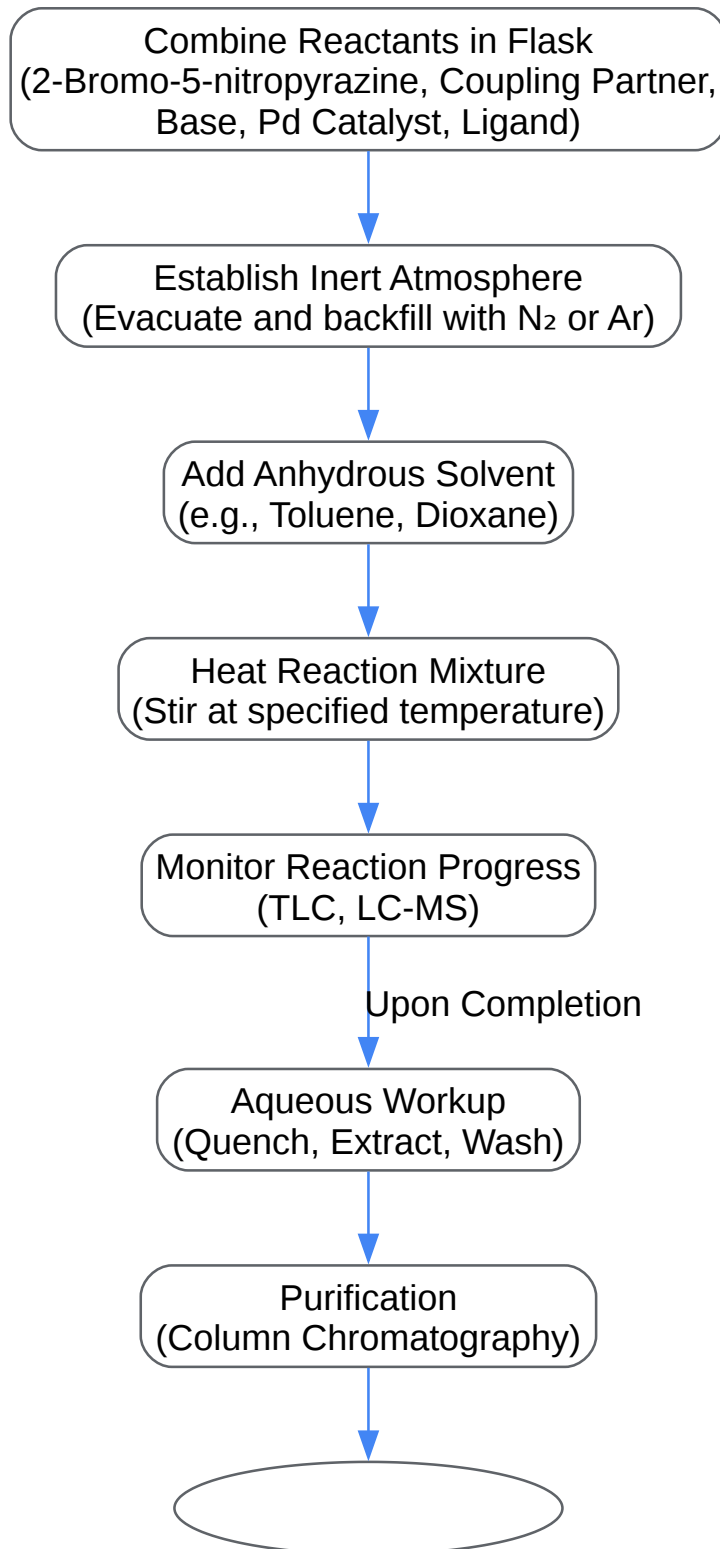 Combine Reactants in Flask
(2-Bromo-5-nitropyrazine, Coupling Partner,
Base, Pd Catalyst, Ligand)
Establish Inert Atmosphere
(Evacuate and backfill with N₂ or Ar)
Add Anhydrous Solvent
(e.g., Toluene, Dioxane)
Heat Reaction Mixture
(Stir at specified temperature)
Monitor Reaction Progress
(TLC, LC-MS)
Upon Completion
Aqueous Workup
(Quench, Extract, Wash)
Purification
(Column Chromatography)